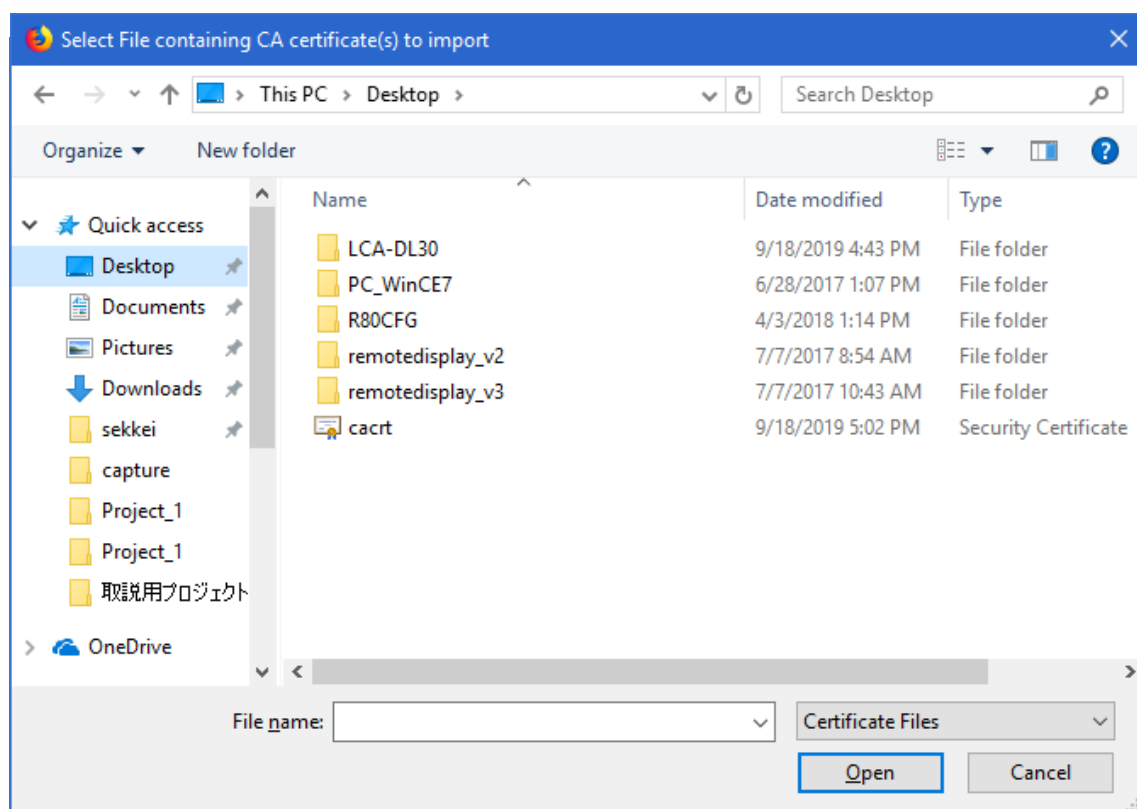 Select File containing CA certificate(s) to import
This PC > Desktop >
Search Desktop
Organize
New folder
?
Name
Date modified
Type
Quick access
Desktop
Documents
Pictures
Downloads
sekkei
capture
Project_1
Project_1
取説用プロジェクト
OneDrive
LCA-DL30 9/18/2019 4:43 PM File folder
PC_WinCE7 6/28/2017 1:07 PM File folder
R80CFG 4/3/2018 1:14 PM File folder
remotedisplay_v2 7/7/2017 8:54 AM File folder
remotedisplay_v3 7/7/2017 10:43 AM File folder
cacrt 9/18/2019 5:02 PM Security Certificate
File name:
Certificate Files
Open
Cancel